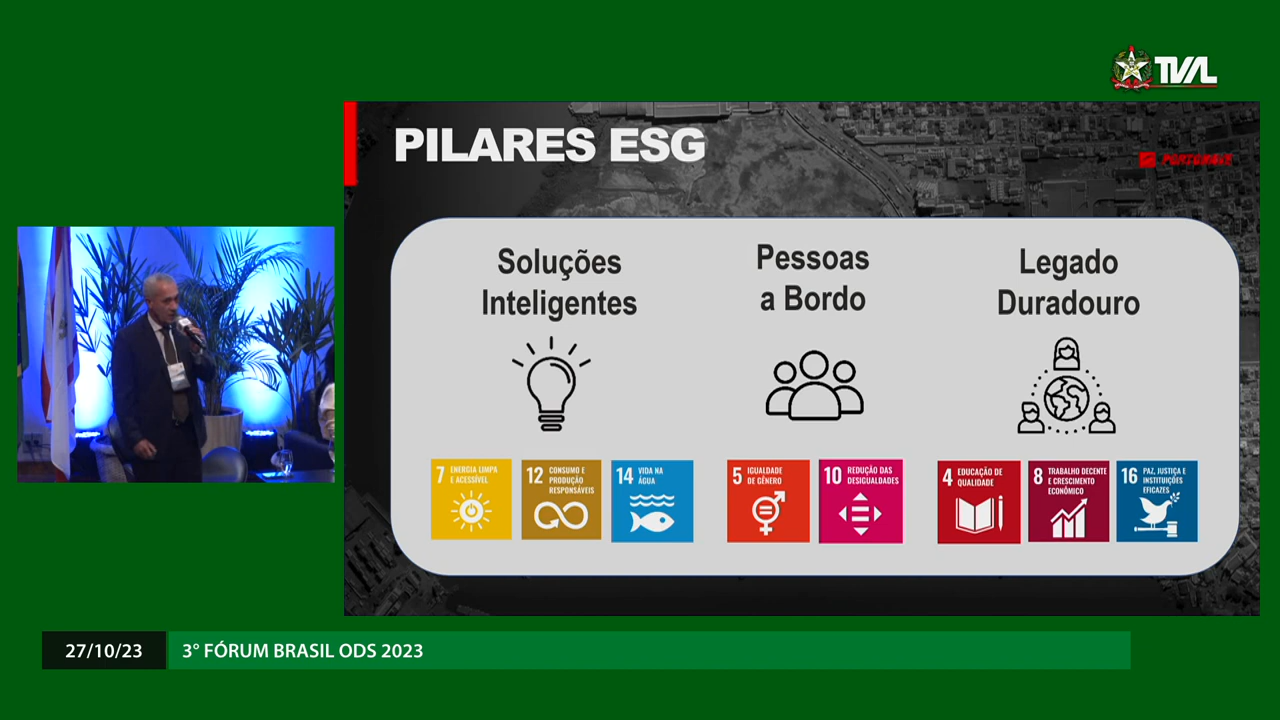 TVAL
PILARES ESG
Soluções
Inteligentes
Pessoas
a Bordo
Legado
Duradouro
7 ENERGIA LIMPA
E ACESSÍVEL
12 CONSUMO E
PRODUÇÃO
RESPONSÁVEIS
14 VIDA NA
ÁGUA
5 IGUALDADE
DE GÊNERO
10 REDUÇÃO DAS
DESIGUALDADES
4 EDUCAÇÃO DE
QUALIDADE
8 TRABALHO DECENTE
E CRESCIMENTO
ECONÔMICO
16 PAZ, JUSTIÇA E
INSTITUIÇÕES
EFICAZES
27/10/23
3° FÓRUM BRASIL ODS 2023